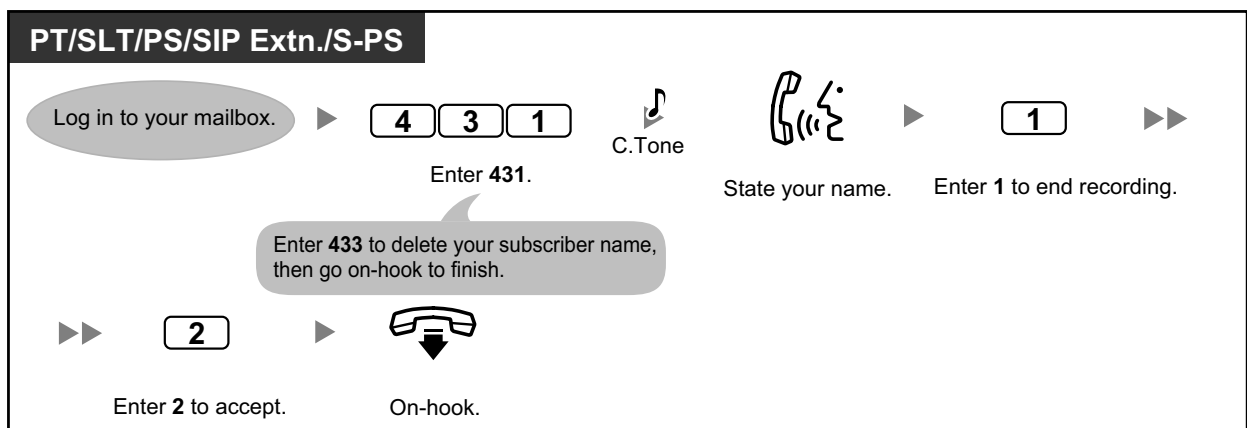 PT/SLT/PS/SIP Extn./S-PS
Log in to your mailbox.
4 3 1
C.Tone
1
Enter 431.
State your name.
Enter 1 to end recording.
Enter 433 to delete your subscriber name,
then go on-hook to finish.
2
Enter 2 to accept.
On-hook.